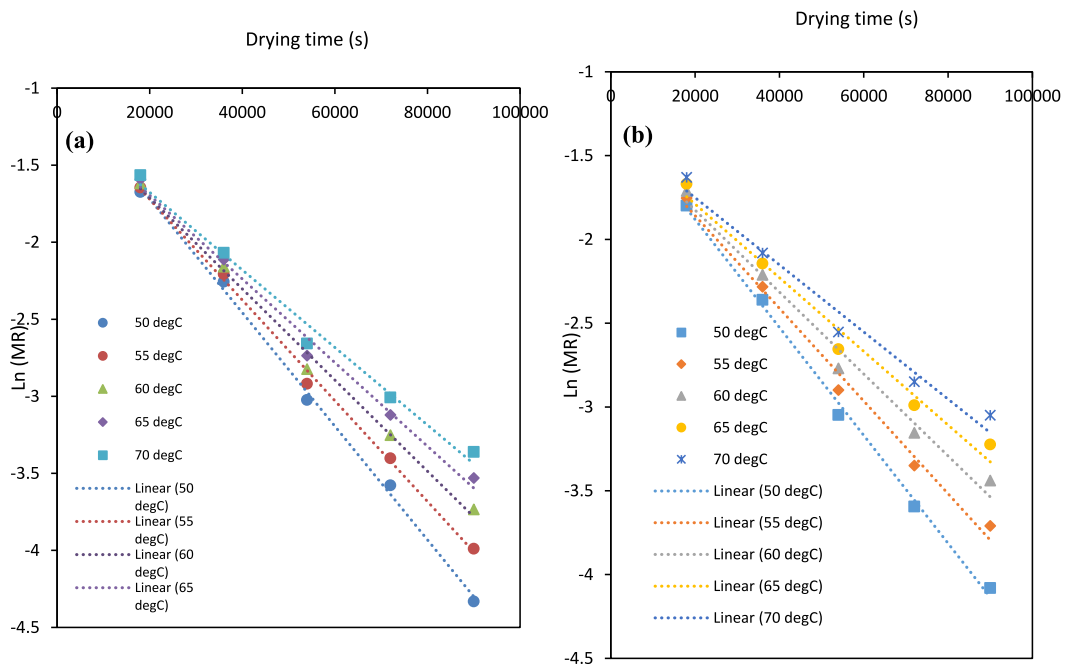 Drying time (s)
-1
0
20000
40000
60000
80000
100000
(a)
-1.5
-2
-2.5
-3
-3.5
-4
-4.5
Ln (MR)
50 degC
55 degC
60 degC
65 degC
70 degC
Linear (50
degC)
Linear (55
degC)
Linear (60
degC)
Linear (65
degC)
Drying time (s)
-1
0
20000
40000
60000
80000
100000
(b)
-1.5
-2
-2.5
-3
-3.5
-4
-4.5
Ln (MR)
50 degC
55 degC
60 degC
65 degC
70 degC
Linear (50 degC)
Linear (55 degC)
Linear (60 degC)
Linear (65 degC)
Linear (70 degC)